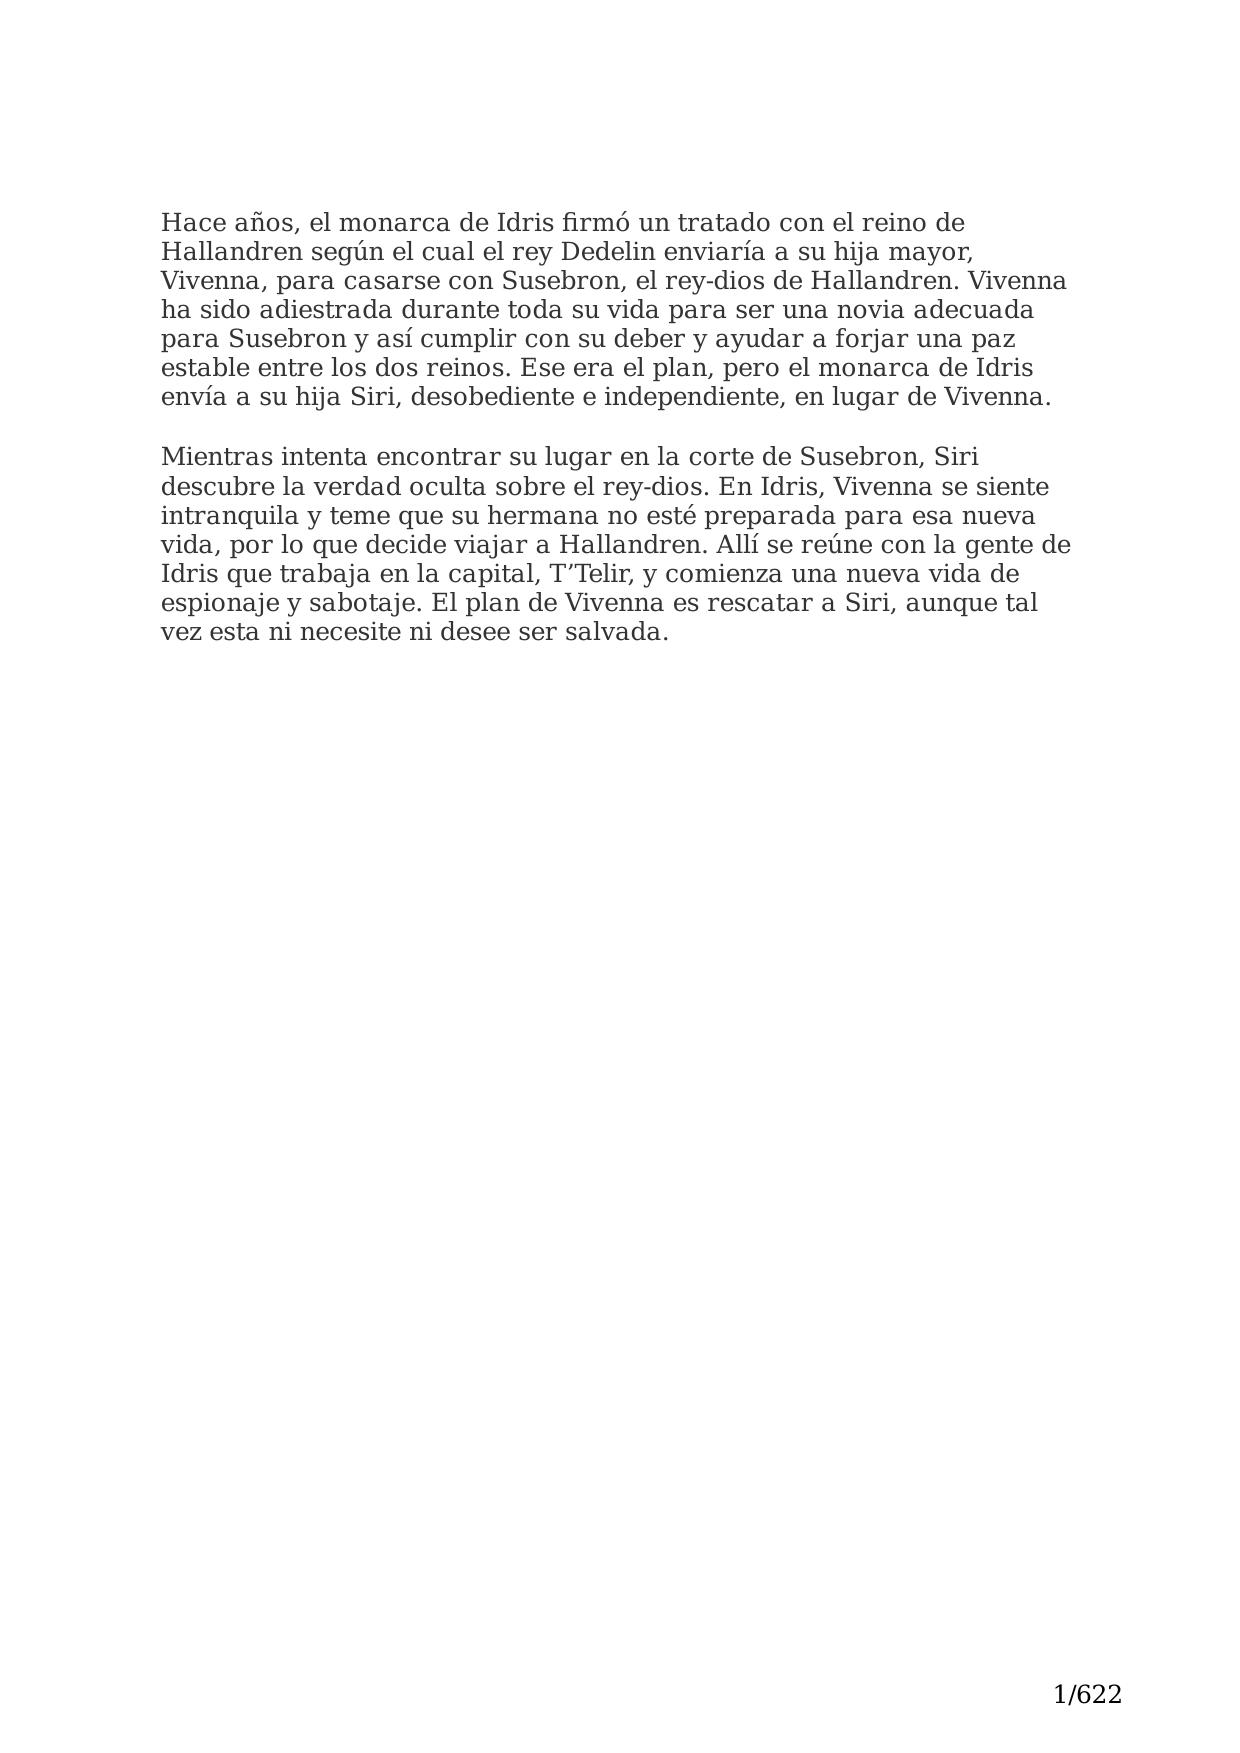 Hace años, el monarca de Idris firmó un tratado con el reino de
Hallandren según el cual el rey Dedelin enviaría a su hija mayor,
Vivenna, para casarse con Susebron, el rey-dios de Hallandren. Vivenna
ha sido adiestrada durante toda su vida para ser una novia adecuada
para Susebron y así cumplir con su deber y ayudar a forjar una paz
estable entre los dos reinos. Ese era el plan, pero el monarca de Idris
envía a su hija Siri, desobediente e independiente, en lugar de Vivenna.
Mientras intenta encontrar su lugar en la corte de Susebron, Siri
descubre la verdad oculta sobre el rey-dios. En Idris, Vivenna se siente
intranquila y teme que su hermana no esté preparada para esa nueva
vida, por lo que decide viajar a Hallandren. Allí se reúne con la gente de
Idris que trabaja en la capital, T’Telir, y comienza una nueva vida de
espionaje y sabotaje. El plan de Vivenna es rescatar a Siri, aunque tal
vez esta ni necesite ni desee ser salvada.
1/622